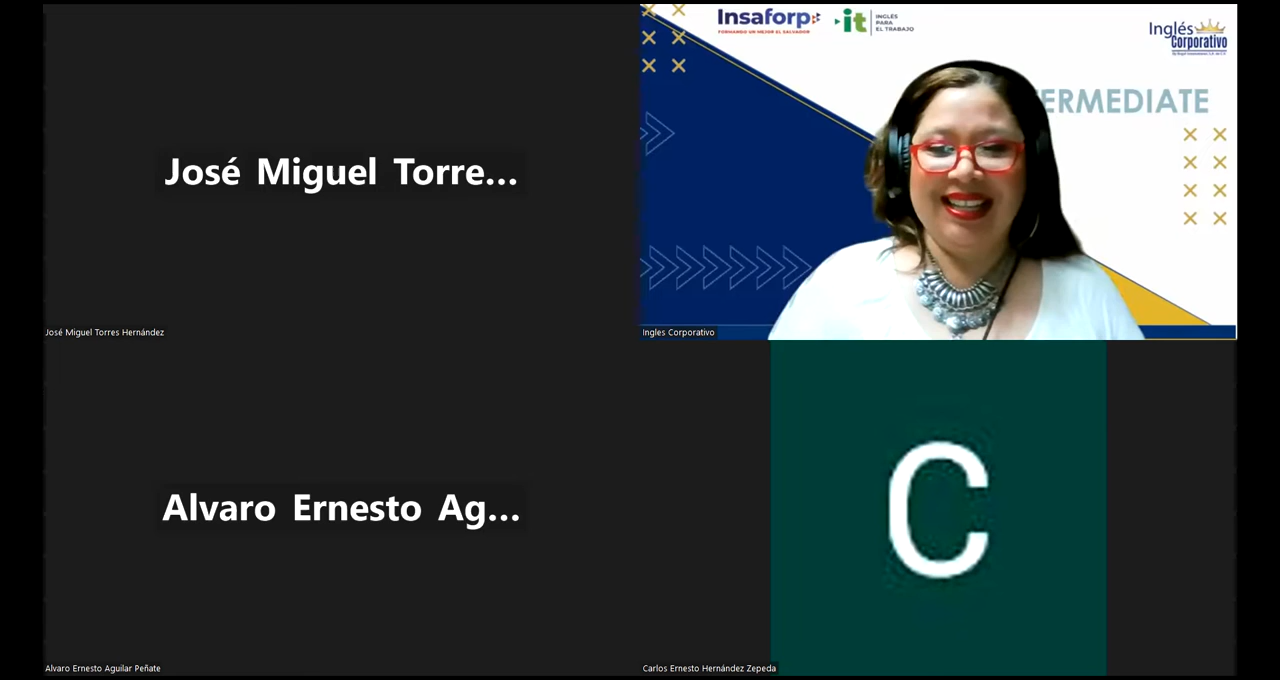 José Miguel Torre...
José Miguel Torres Hernández
Insaforp
FORMANDO UN MEJOR EL SALVADOR
it
INGLÉS
PARA
EL TRABAJO
Inglés
Corporativo
ERMEDIATE
Ingles Corporativo
Alvaro Ernesto Ag...
Alvaro Ernesto Aguilar Peñate
C
Carlos Ernesto Hernández Zepeda